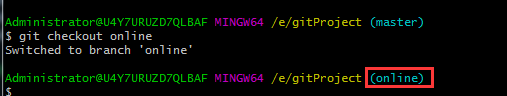 Administrator@U4Y7URUZD7QLBAF MINGW64 /e/gitProject (master)
$ git checkout online
Switched to branch 'online'
Administrator@U4Y7URUZD7QLBAF MINGW64 /e/gitProject (online)
$